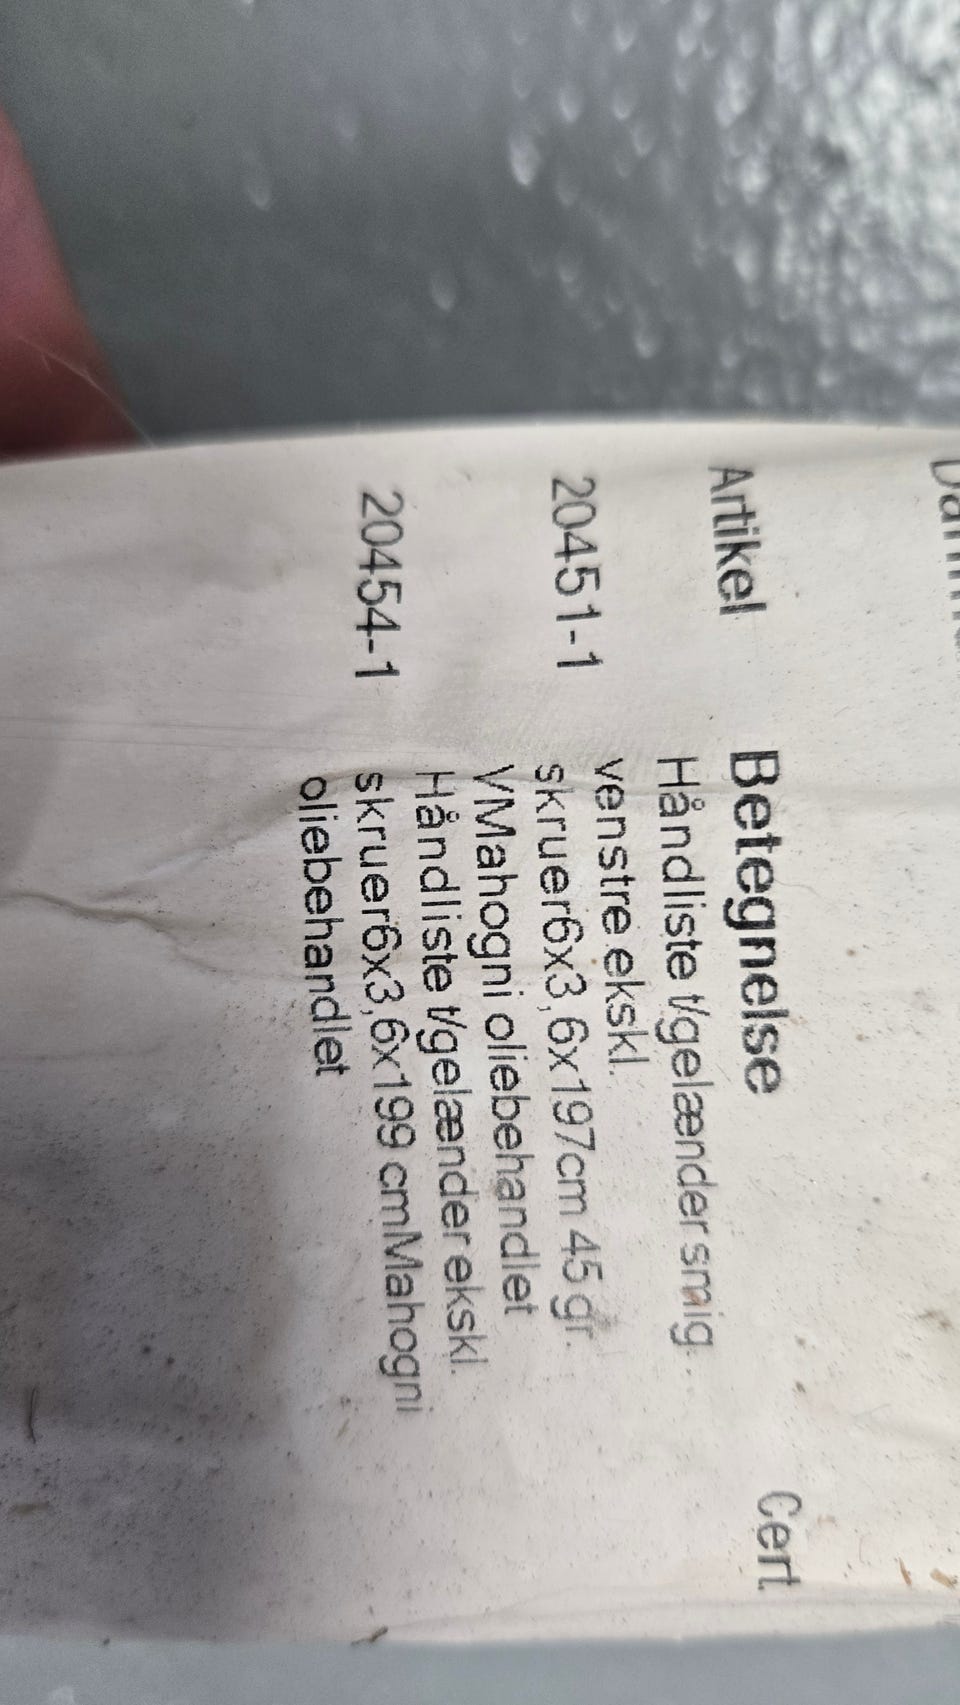 Artikel Betegnelse Cert.
Håndliste t/gelænder smig.
20451-1 venstre ekskl.
skruer6x3,6x197cm 45 gr.
VMahogni oliebehandlet
Håndliste t/gelænder ekskl.
20454-1 skruer6x3,6x199 cmMahogni
oliebehandlet